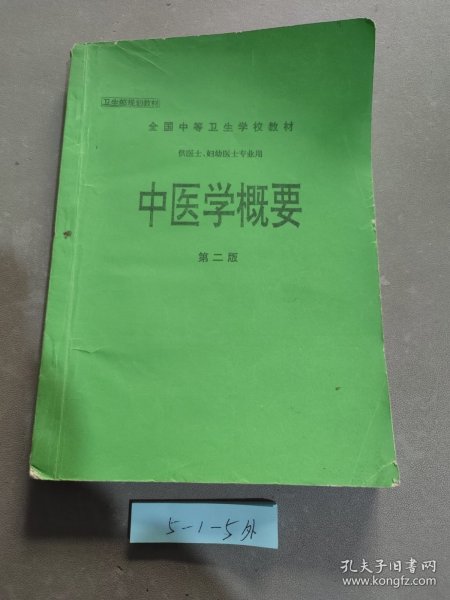 卫生部规划教材
全国中等卫生学校教材
供医士、妇幼医士专业用
中医学概要
第二版
5-1-5外
孔夫子旧书网
www.kongfz.com